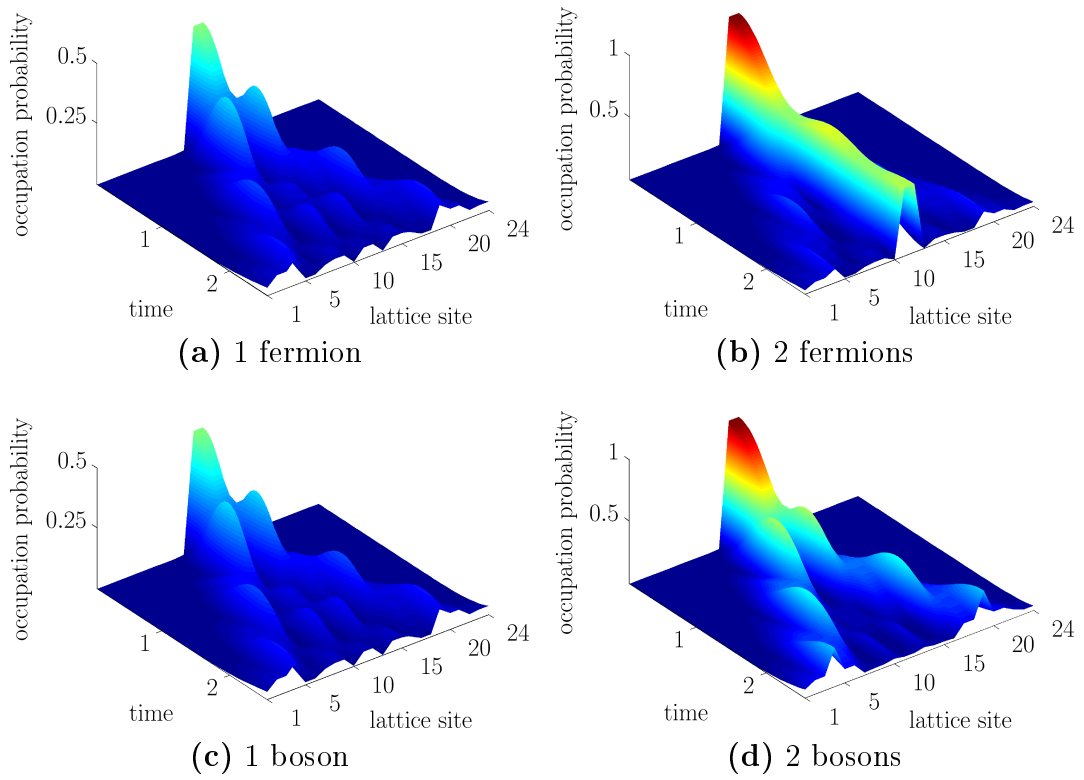 occupation probability
0.5
0.25
1
2
time
1
5
10
15
20
24
lattice site
(a) 1 fermion
occupation probability
1
0.5
1
2
time
1
5
10
15
20
24
lattice site
(b) 2 fermions
occupation probability
0.5
0.25
1
2
time
1
5
10
15
20
24
lattice site
(c) 1 boson
occupation probability
1
0.5
1
2
time
1
5
10
15
20
24
lattice site
(d) 2 bosons